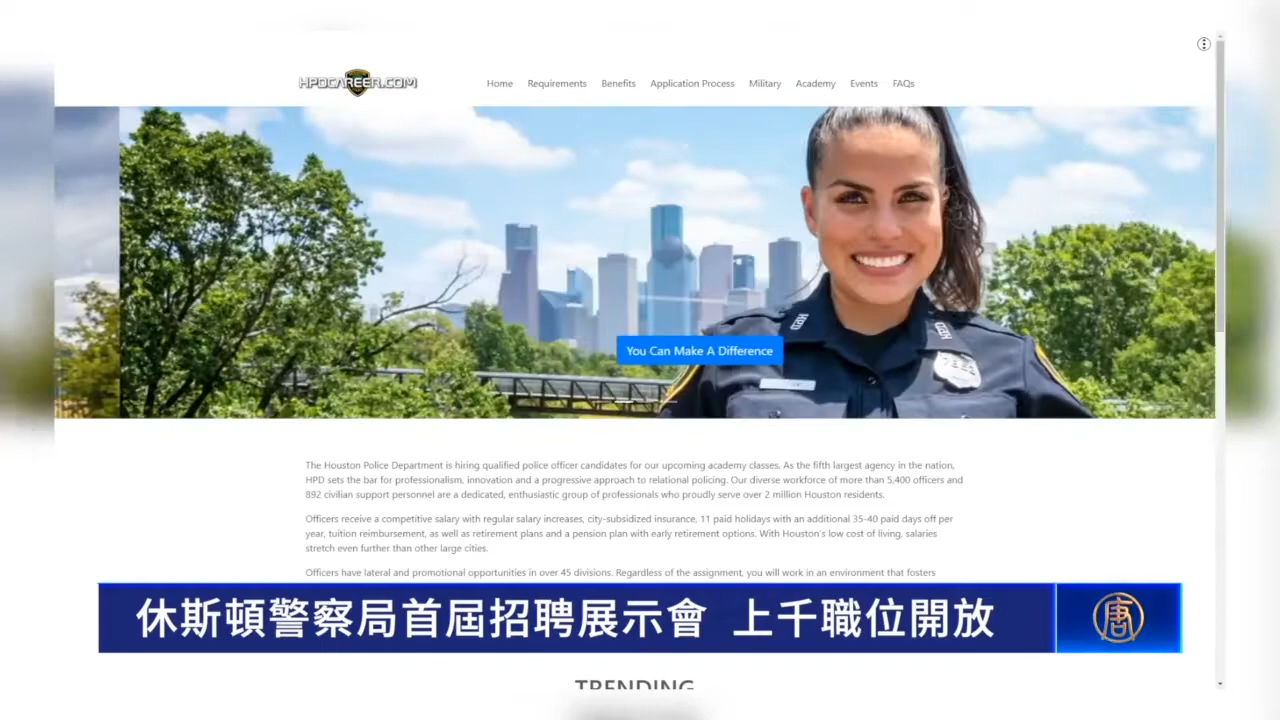 HPDCAREER.COM
Home Requirements Benefits Application Process Military Academy Events FAQs
HPD
HPD
You Can Make A Difference
The Houston Police Department is hiring qualified police officer candidates for our upcoming academy classes. As the fifth largest agency in the nation,
HPD sets the bar for professionalism, innovation and a progressive approach to relational policing. Our diverse workforce of more than 5,400 officers and
892 civilian support personnel are a dedicated, enthusiastic group of professionals who proudly serve over 2 million Houston residents.
Officers receive a competitive salary with regular salary increases, city-subsidized insurance, 11 paid holidays with an additional 35-40 paid days off per
year, tuition reimbursement, as well as retirement plans and a pension plan with early retirement options. With Houston's low cost of living, salaries
stretch even further than other large cities.
Officers have lateral and promotional opportunities in over 45 divisions. Regardless of the assignment, you will work in an environment that fosters
休斯頓警察局首屆招聘展示會 上千職位開放
唐
TRENDING